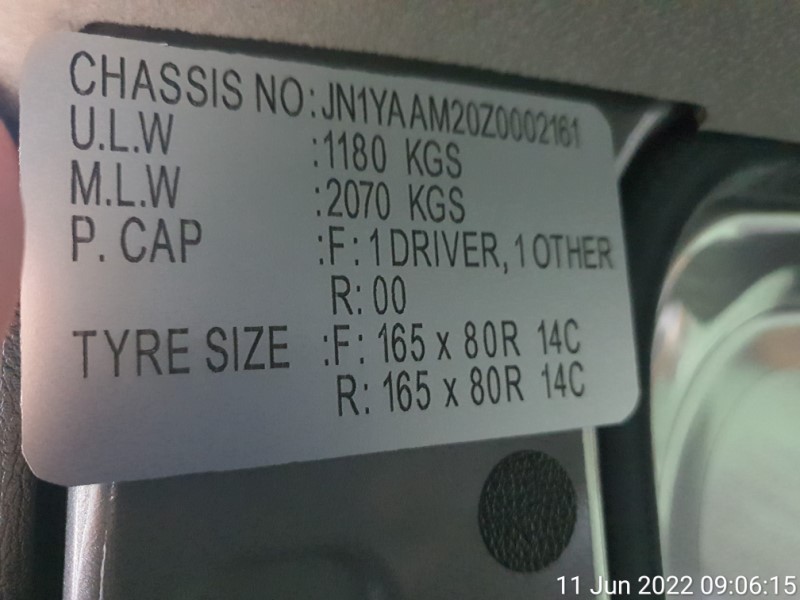 CHASSIS NO: JN1YAAM20Z0002161
U.L.W :1180 KGS
M.L.W :2070 KGS
P. CAP :F: 1 DRIVER, 1 OTHER
R: 00
TYRE SIZE :F: 165 x 80R 14C
R: 165 x 80R 14C
11 Jun 2022 09:06:15